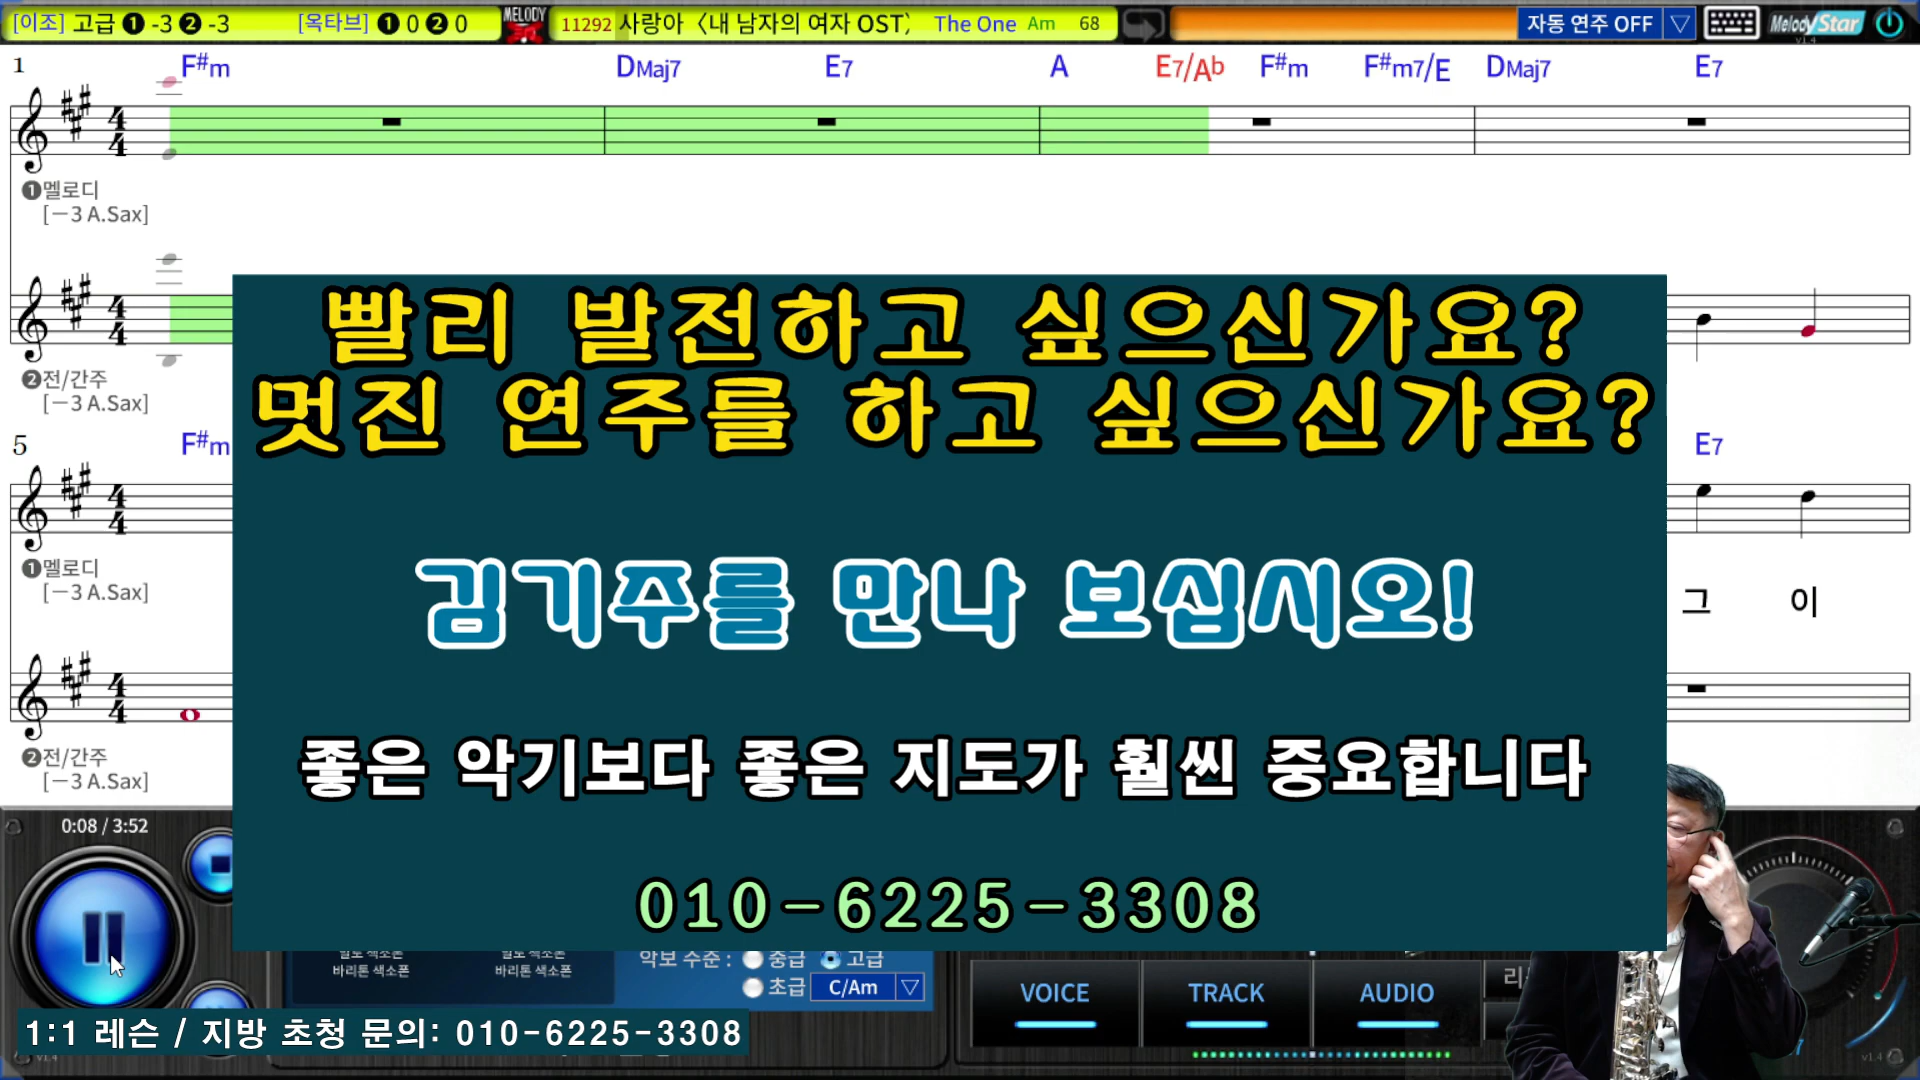 [이조] 고급 ❶ -3 ❷ -3 [옥타브] ❶ 0 ❷ 0 MELODY 11292 사랑아 〈내 남자의 여자 OST〉 The One Am 68 자동 연주 OFF MelodyStar v1.4
1 F#m DMaj7 E7 A E7/Ab F#m F#m7/E DMaj7 E7
❶멜로디
[－3 A.Sax]
❷전/간주
[－3 A.Sax]
빨리 발전하고 싶으신가요?
멋진 연주를 하고 싶으신가요?
5 F#m E7
❶멜로디
[－3 A.Sax]
그 이
김기주를 만나 보십시오!
❷전/간주
[－3 A.Sax]
좋은 악기보다 좋은 지도가 훨씬 중요합니다
0:08 / 3:52
010-6225-3308
바리톤 색소폰 바리톤 색소폰
악보 수준 : 중급 고급
초급 C/Am
VOICE TRACK AUDIO
1:1 레슨 / 지방 초청 문의: 010-6225-3308
v1.4 v1.4